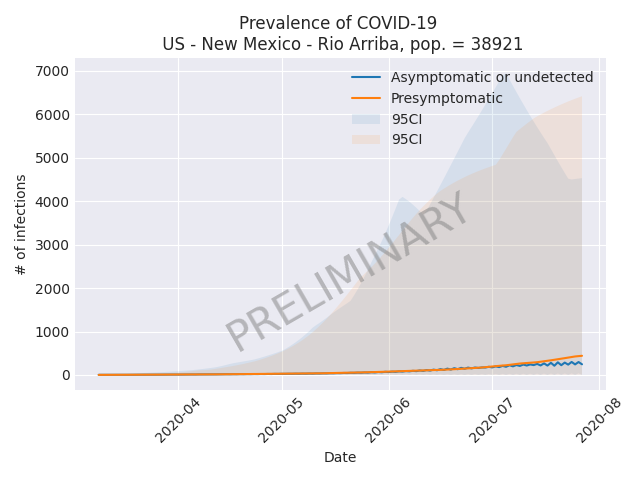 Prevalence of COVID-19
US - New Mexico - Rio Arriba, pop. = 38921
7000
6000
5000
4000
3000
2000
1000
0
# of infections
Asymptomatic or undetected
Presymptomatic
95CI
95CI
PRELIMINARY
2020-04
2020-05
2020-06
2020-07
2020-08
Date